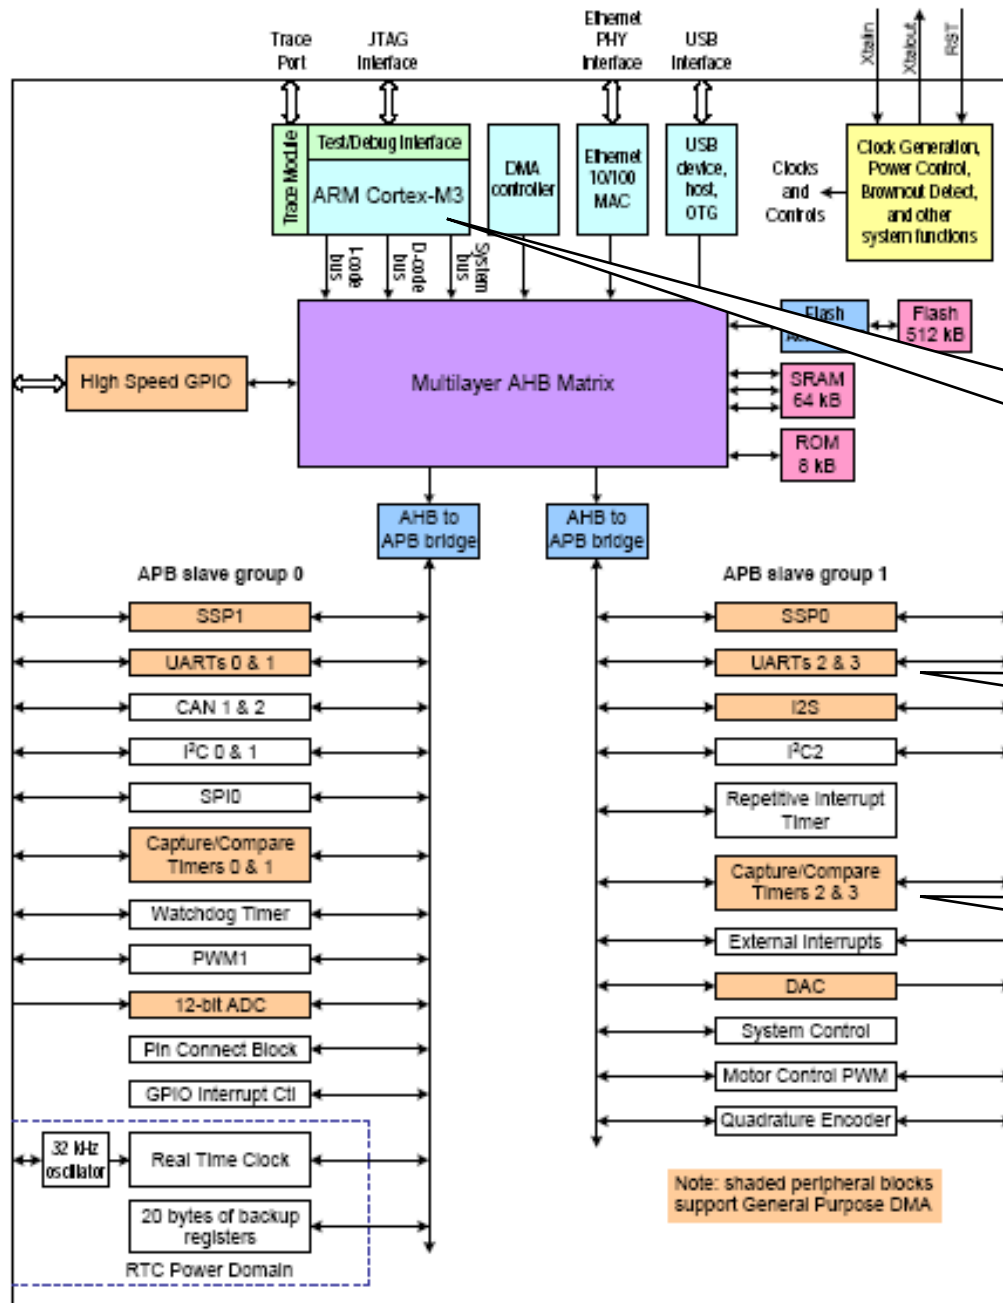 Trace
Port
JTAG
Interface
Ethernet
PHY
Interface
USB
Interface
Xtalin
Xtalout
RST
Trace Module
Test/Debug Interface
ARM Cortex-M3
DMA
controller
Ethernet
10/100
MAC
USB
device,
host,
OTG
Clocks
and
Controls
Clock Generation,
Power Control,
Brownout Detect,
and other
system functions
I-code
bus
D-code
bus
System
bus
Multilayer AHB Matrix
High Speed GPIO
Flash
Flash
512 kB
SRAM
64 kB
ROM
8 kB
AHB to
APB bridge
AHB to
APB bridge
APB slave group 0
SSP1
UARTs 0 & 1
CAN 1 & 2
I²C 0 & 1
SPI0
Capture/Compare
Timers 0 & 1
Watchdog Timer
PWM1
12-bit ADC
Pin Connect Block
GPIO Interrupt Ctl
32 kHz
oscillator
Real Time Clock
20 bytes of backup
registers
RTC Power Domain
APB slave group 1
SSP0
UARTs 2 & 3
I2S
I²C2
Repetitive Interrupt
Timer
Capture/Compare
Timers 2 & 3
External Interrupts
DAC
System Control
Motor Control PWM
Quadrature Encoder
Note: shaded peripheral blocks
support General Purpose DMA